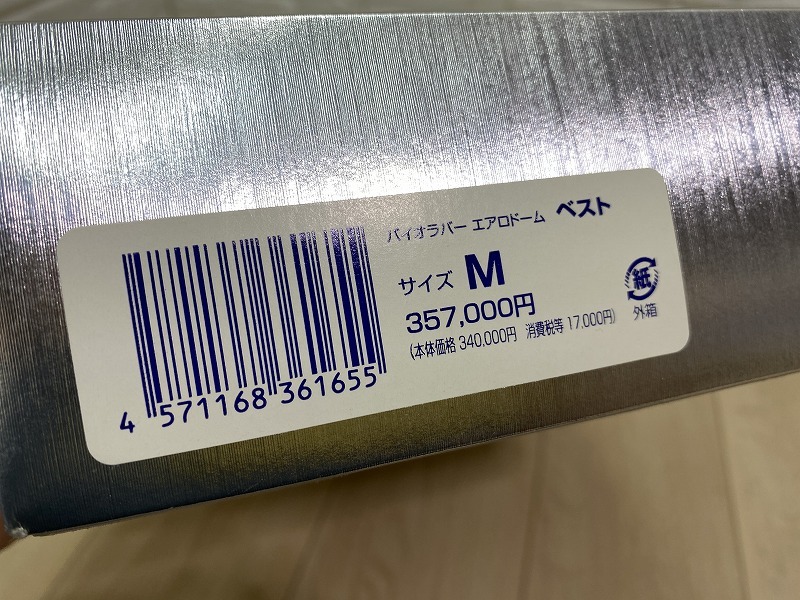 バイオラバー エアロドーム ベスト
サイズ M
357,000円
(本体価格 340,000円 消費税等 17,000円)
紙
外箱
4 571168 361655